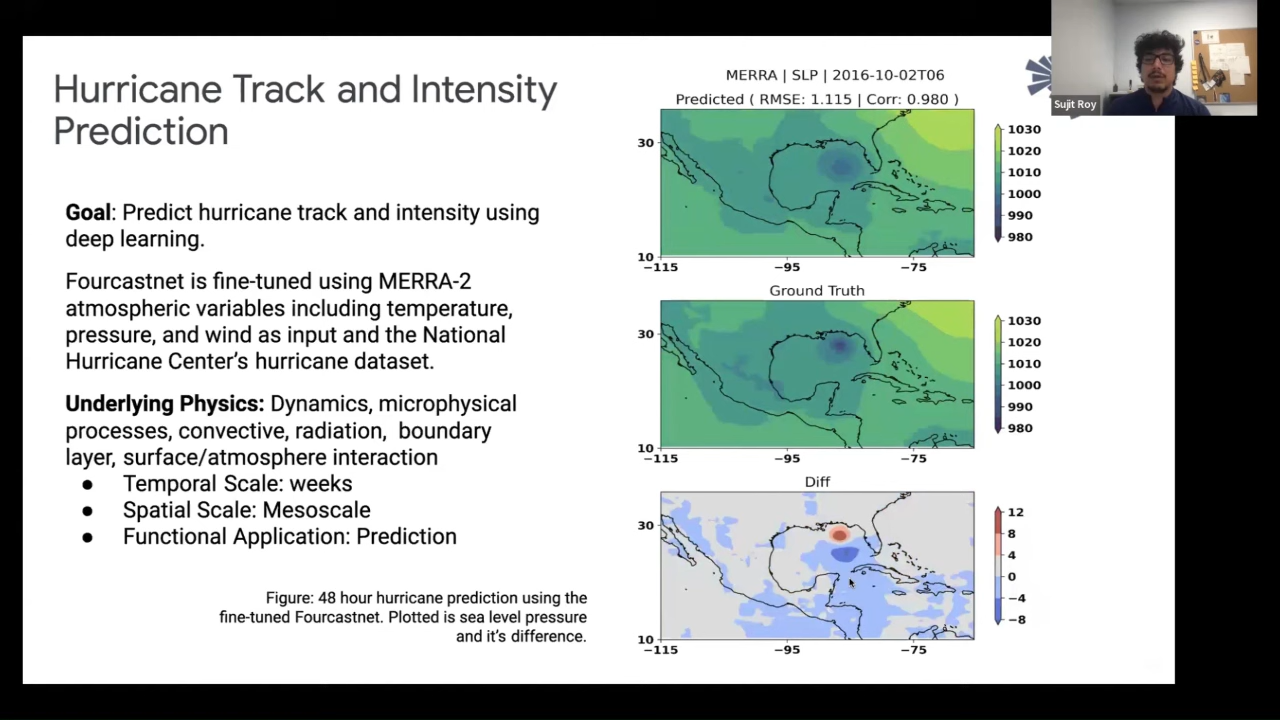 Hurricane Track and Intensity
Prediction
Goal: Predict hurricane track and intensity using
deep learning.
Fourcastnet is fine-tuned using MERRA-2
atmospheric variables including temperature,
pressure, and wind as input and the National
Hurricane Center’s hurricane dataset.
Underlying Physics: Dynamics, microphysical
processes, convective, radiation, boundary
layer, surface/atmosphere interaction
● Temporal Scale: weeks
● Spatial Scale: Mesoscale
● Functional Application: Prediction
Figure: 48 hour hurricane prediction using the
fine-tuned Fourcastnet. Plotted is sea level pressure
and it’s difference.
MERRA | SLP | 2016-10-02T06
Predicted ( RMSE: 1.115 | Corr: 0.980 )
30
10
−115 −95 −75
1030
1020
1010
1000
990
980
Ground Truth
30
10
−115 −95 −75
1030
1020
1010
1000
990
980
Diff
30
10
−115 −95 −75
12
8
4
0
−4
−8
Sujit Roy